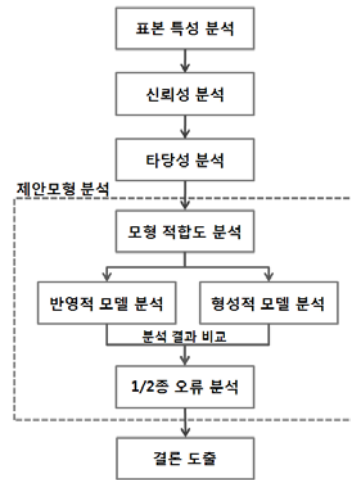 표본 특성 분석
신뢰성 분석
타당성 분석
제안모형 분석
모형 적합도 분석
반영적 모델 분석
형성적 모델 분석
분석 결과 비교
1/2종 오류 분석
결론 도출